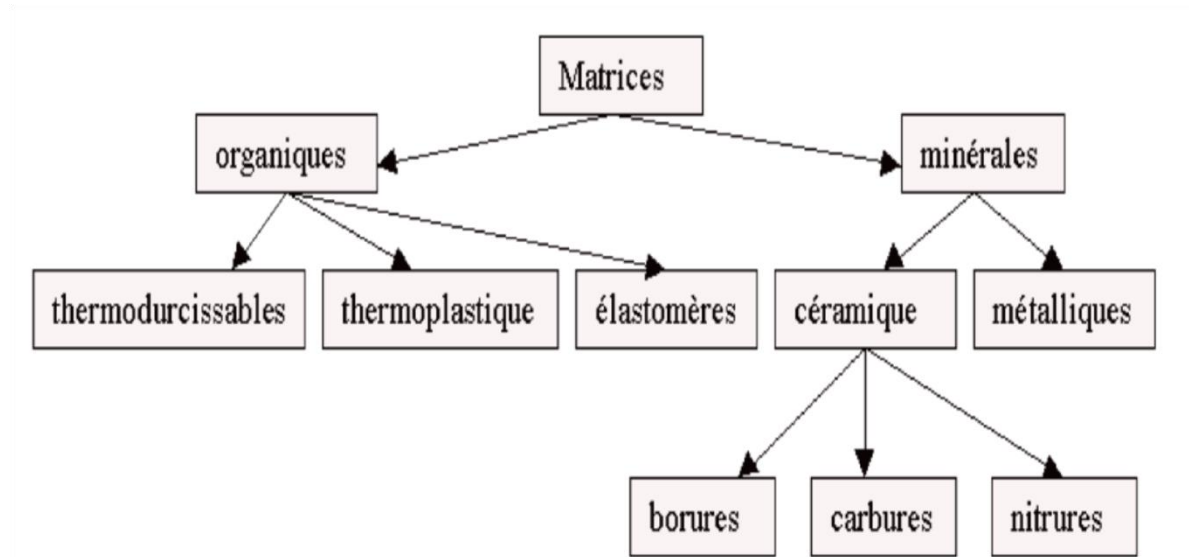 Matrices
organiques
minérales
thermodurcissables
thermoplastique
élastomères
céramique
métalliques
borures
carbures
nitrures